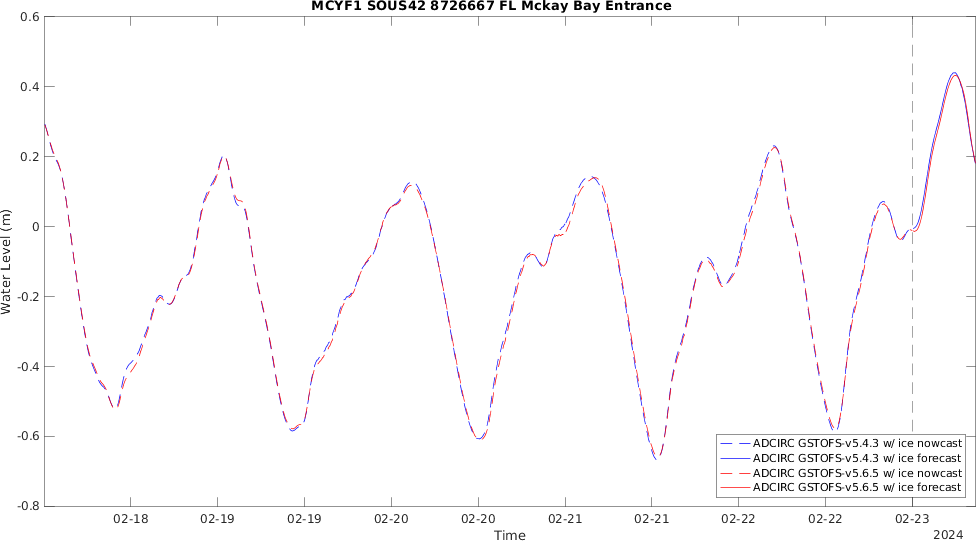 MCYF1 SOUS42 8726667 FL Mckay Bay Entrance
0.6
0.4
0.2
0
-0.2
-0.4
-0.6
-0.8
Water Level (m)
ADCIRC GSTOFS-v5.4.3 w/ ice nowcast
ADCIRC GSTOFS-v5.4.3 w/ ice forecast
ADCIRC GSTOFS-v5.6.5 w/ ice nowcast
ADCIRC GSTOFS-v5.6.5 w/ ice forecast
02-18 02-19 02-19 02-20 02-20 02-21 02-21 02-22 02-22 02-23
Time
2024